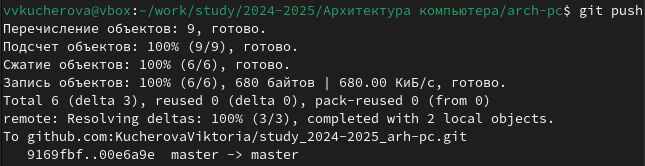 vvkucherova@vbox:~/work/study/2024-2025/Архитектура компьютера/arch-pc$ git push
Перечисление объектов: 9, готово.
Подсчет объектов: 100% (9/9), готово.
Сжатие объектов: 100% (6/6), готово.
Запись объектов: 100% (6/6), 680 байтов | 680.00 КиБ/с, готово.
Total 6 (delta 3), reused 0 (delta 0), pack-reused 0 (from 0)
remote: Resolving deltas: 100% (3/3), completed with 2 local objects.
To github.com:KucherovaViktoria/study_2024-2025_arh-pc.git
   9169fbf..00e6a9e  master -> master